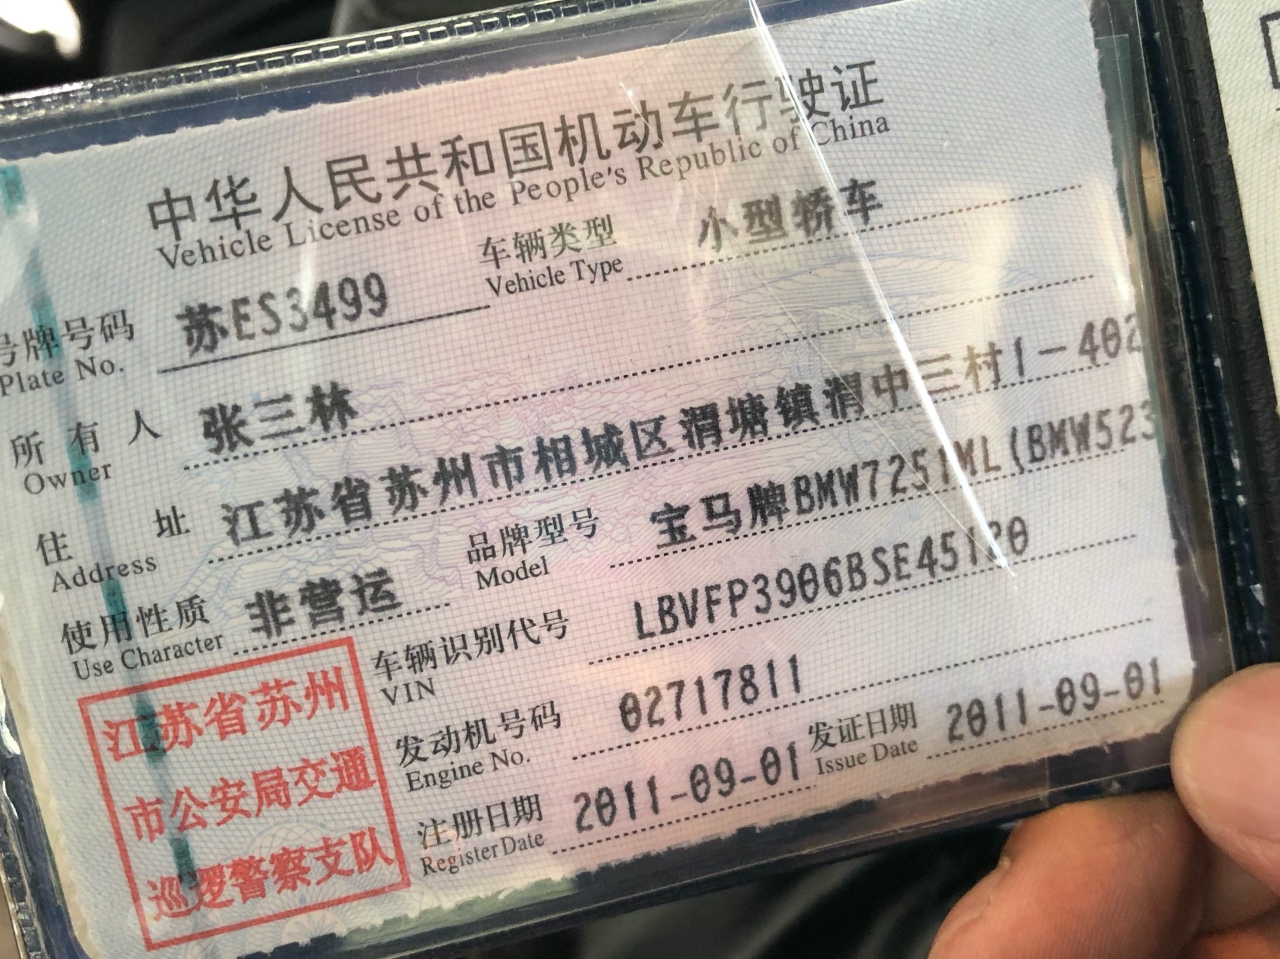 中华人民共和国机动车行驶证
Vehicle License of the People's Republic of China
号牌号码 苏ES3499 车辆类型 小型轿车
Plate No. Vehicle Type
所有人 张三林
Owner
住址 江苏省苏州市相城区渭塘镇渭中三村1-402
Address
使用性质 非营运 品牌型号 宝马牌BMW7251ML(BMW523
Use Character Model
车辆识别代号 LBVFP3906BSE45120
VIN
发动机号码 02717811
Engine No.
注册日期 2011-09-01 发证日期 2011-09-01
Register Date Issue Date
江苏省苏州
市公安局交通
巡逻警察支队